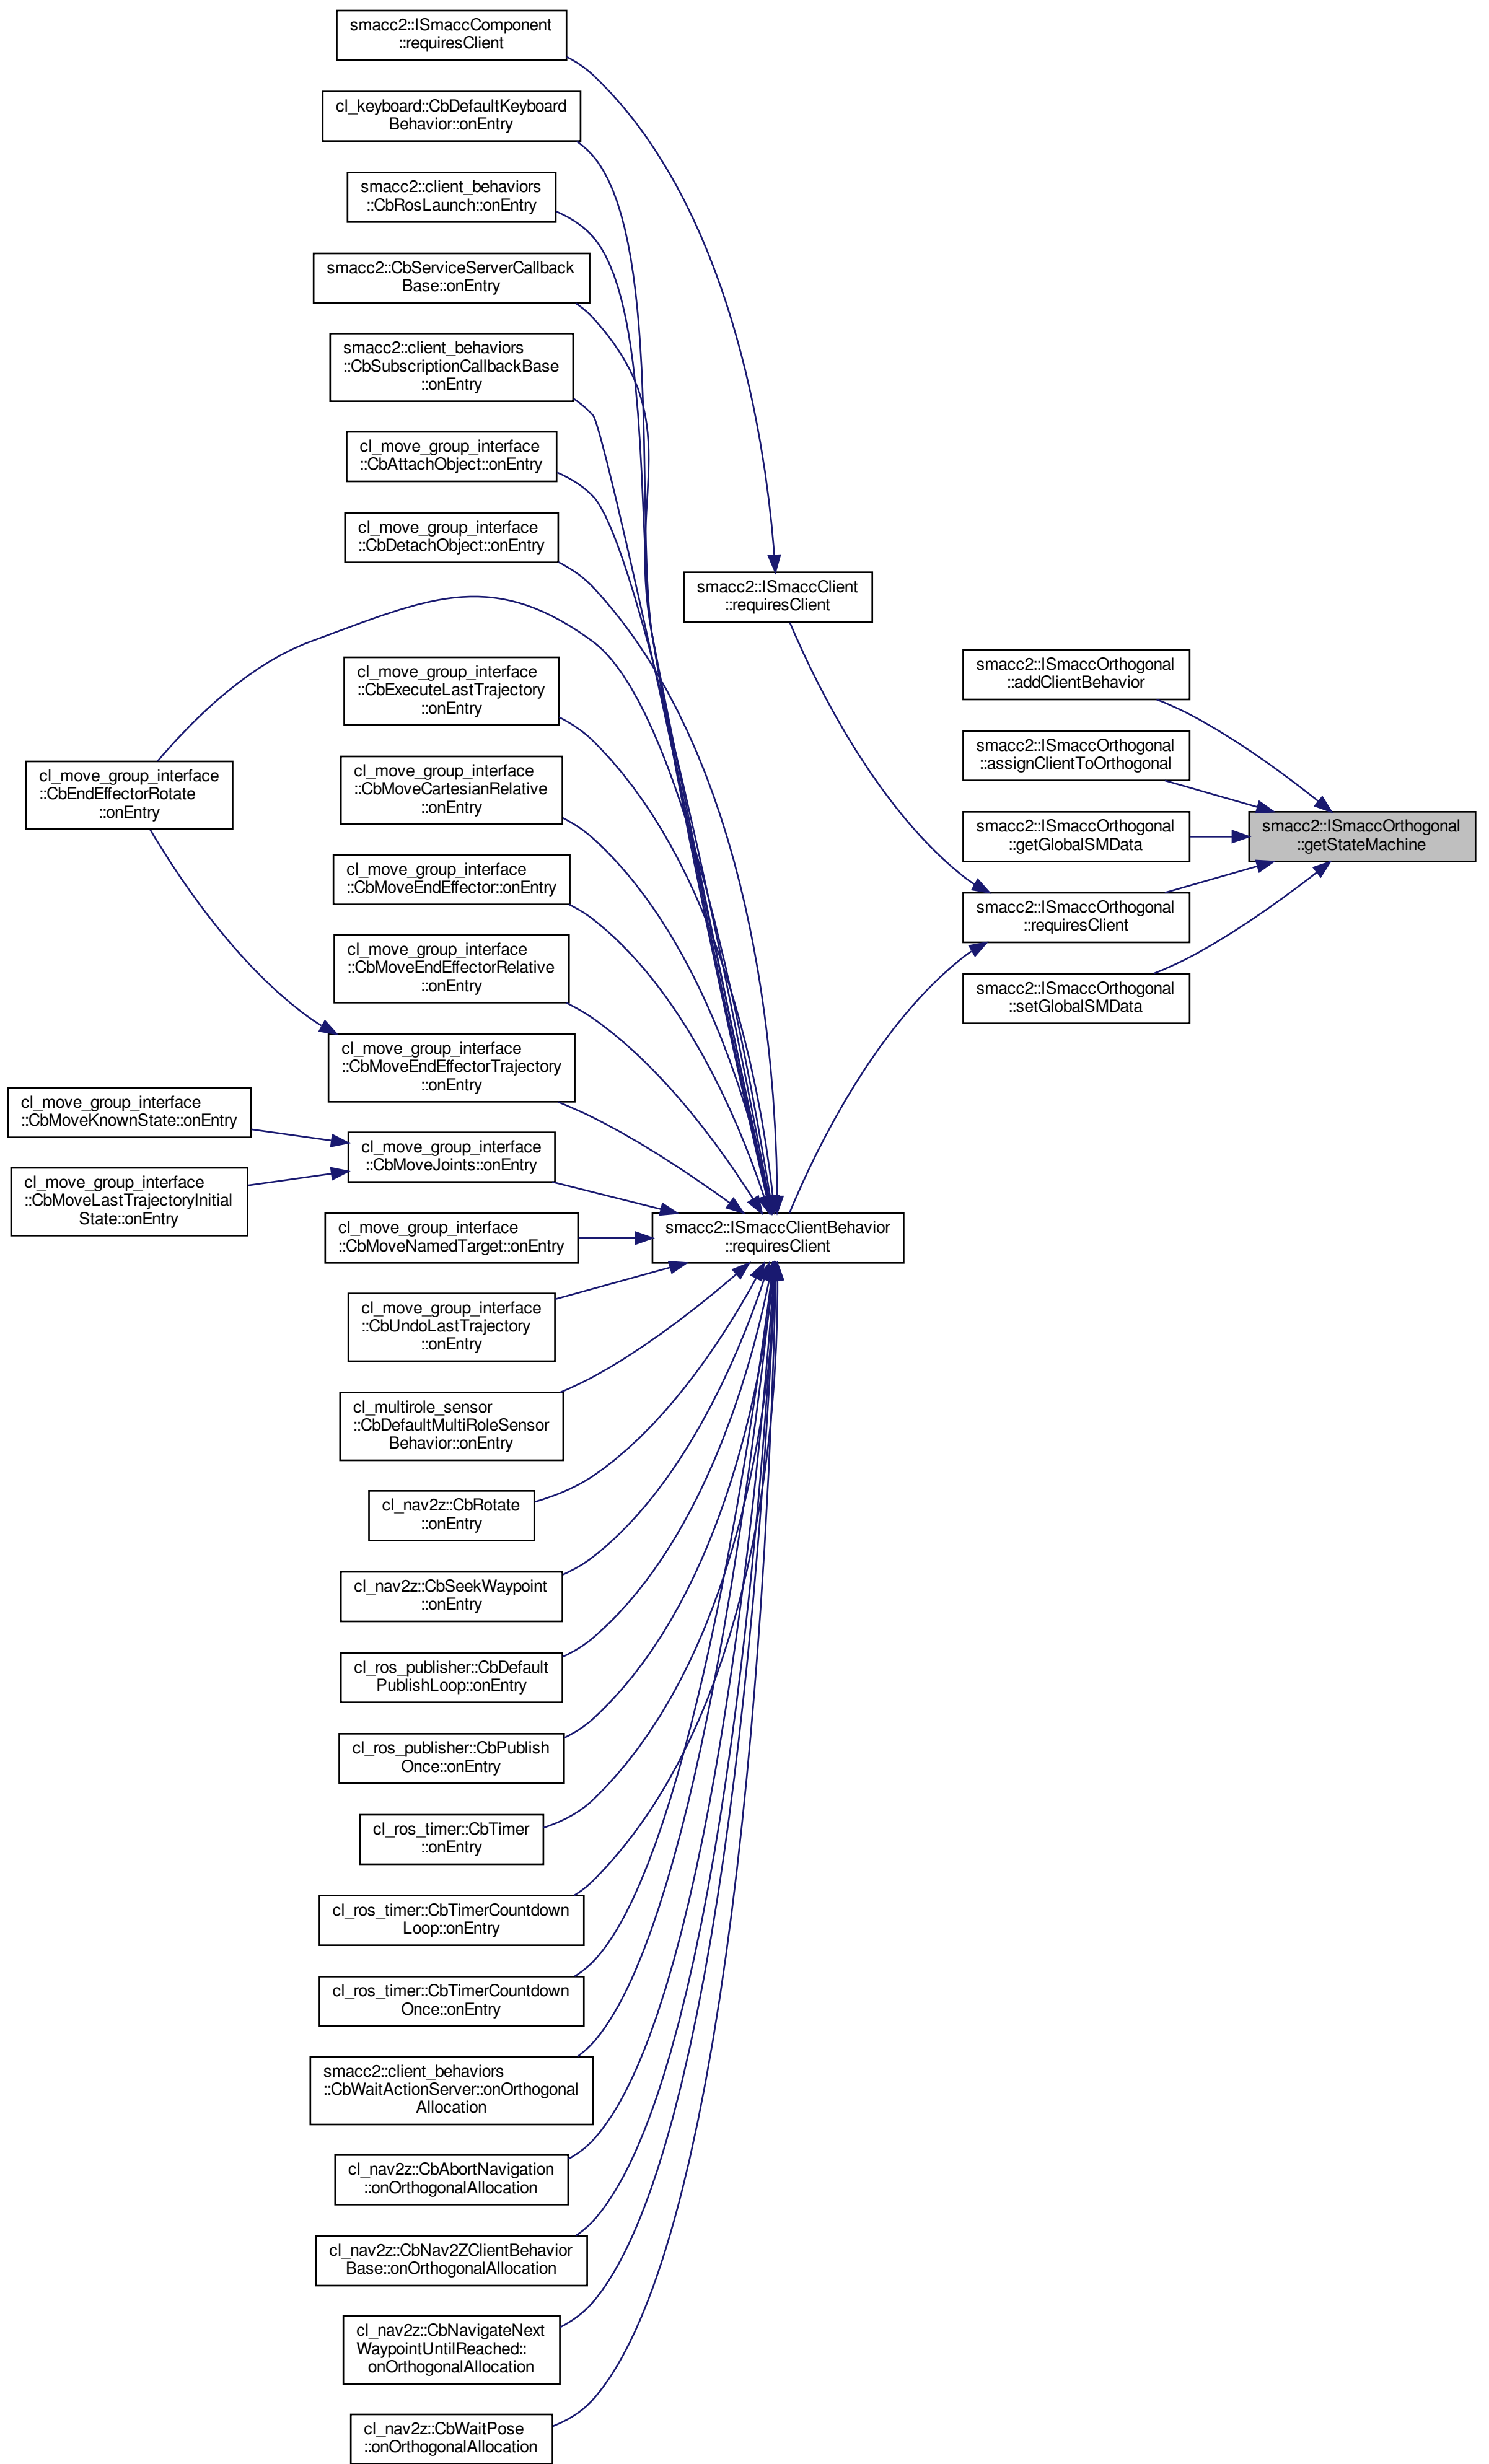 smacc2::ISmaccComponent
::requiresClient
cl_keyboard::CbDefaultKeyboard
Behavior::onEntry
smacc2::client_behaviors
::CbRosLaunch::onEntry
smacc2::CbServiceServerCallback
Base::onEntry
smacc2::client_behaviors
::CbSubscriptionCallbackBase
::onEntry
cl_move_group_interface
::CbAttachObject::onEntry
cl_move_group_interface
::CbDetachObject::onEntry
smacc2::ISmaccClient
::requiresClient
cl_move_group_interface
::CbExecuteLastTrajectory
::onEntry
smacc2::ISmaccOrthogonal
::addClientBehavior
smacc2::ISmaccOrthogonal
::assignClientToOrthogonal
cl_move_group_interface
::CbEndEffectorRotate
::onEntry
cl_move_group_interface
::CbMoveCartesianRelative
::onEntry
smacc2::ISmaccOrthogonal
::getGlobalSMData
smacc2::ISmaccOrthogonal
::getStateMachine
cl_move_group_interface
::CbMoveEndEffector::onEntry
smacc2::ISmaccOrthogonal
::requiresClient
cl_move_group_interface
::CbMoveEndEffectorRelative
::onEntry
smacc2::ISmaccOrthogonal
::setGlobalSMData
cl_move_group_interface
::CbMoveEndEffectorTrajectory
::onEntry
cl_move_group_interface
::CbMoveKnownState::onEntry
cl_move_group_interface
::CbMoveJoints::onEntry
cl_move_group_interface
::CbMoveLastTrajectoryInitial
State::onEntry
cl_move_group_interface
::CbMoveNamedTarget::onEntry
smacc2::ISmaccClientBehavior
::requiresClient
cl_move_group_interface
::CbUndoLastTrajectory
::onEntry
cl_multirole_sensor
::CbDefaultMultiRoleSensor
Behavior::onEntry
cl_nav2z::CbRotate
::onEntry
cl_nav2z::CbSeekWaypoint
::onEntry
cl_ros_publisher::CbDefault
PublishLoop::onEntry
cl_ros_publisher::CbPublish
Once::onEntry
cl_ros_timer::CbTimer
::onEntry
cl_ros_timer::CbTimerCountdown
Loop::onEntry
cl_ros_timer::CbTimerCountdown
Once::onEntry
smacc2::client_behaviors
::CbWaitActionServer::onOrthogonal
Allocation
cl_nav2z::CbAbortNavigation
::onOrthogonalAllocation
cl_nav2z::CbNav2ZClientBehavior
Base::onOrthogonalAllocation
cl_nav2z::CbNavigateNext
WaypointUntilReached::
onOrthogonalAllocation
cl_nav2z::CbWaitPose
::onOrthogonalAllocation